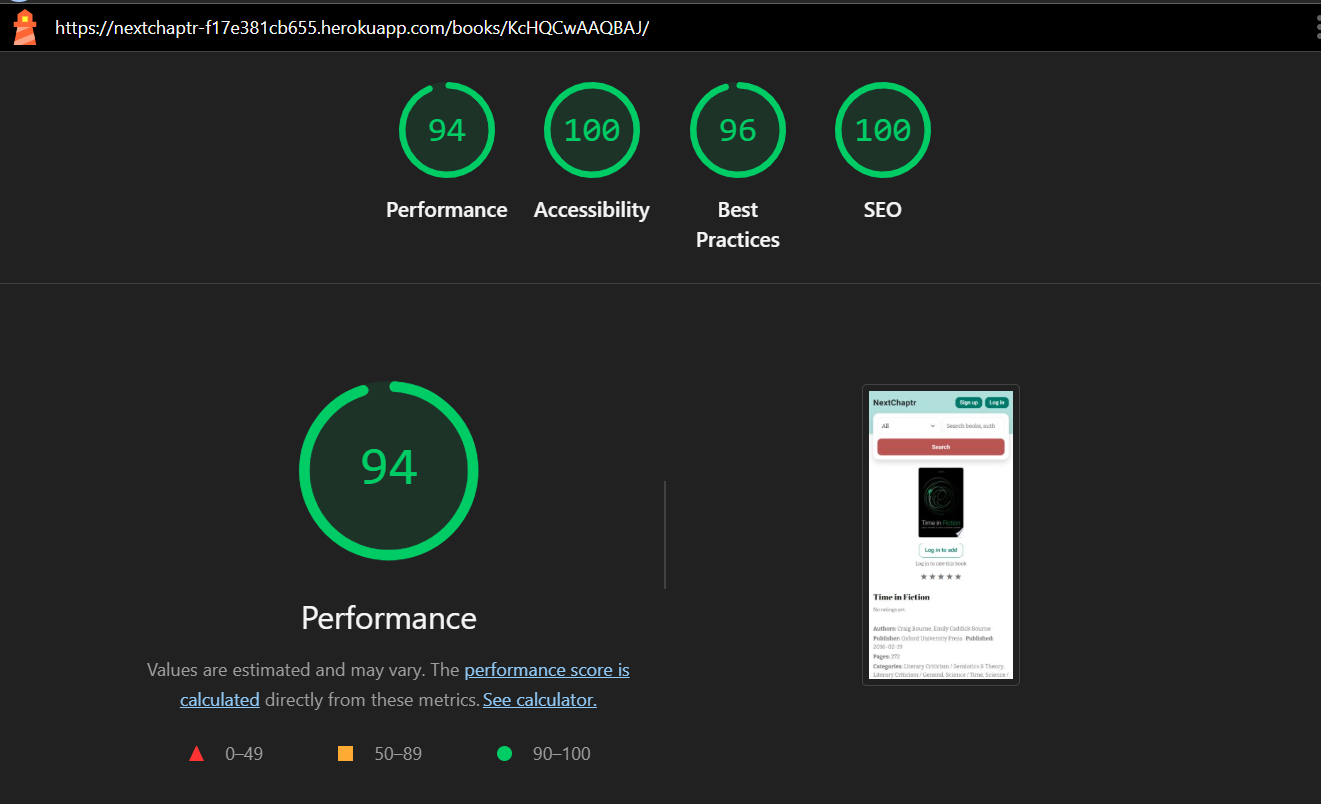 https://nextchaptr-f17e381cb655.herokuapp.com/books/KcHQCwAAQBAJ/
94
100
96
100
Performance
Accessibility
Best
Practices
SEO
94
Performance
Values are estimated and may vary. The performance score is
calculated directly from these metrics. See calculator.
0–49
50–89
90–100
NextChaptr
Sign up
Log In
All
Search books, auth
Search
Time in Fiction
Log in to add
Log in to rate this book
★★★★★
Time in Fiction
No ratings yet
Authors: Craig Bourne, Emily Caddick Bourne
Publisher: Oxford University Press · Published:
2016-02-19
Pages: 272
Categories: Literary Criticism / Semiotics & Theory,
Literary Criticism / General, Science / Time, Science /